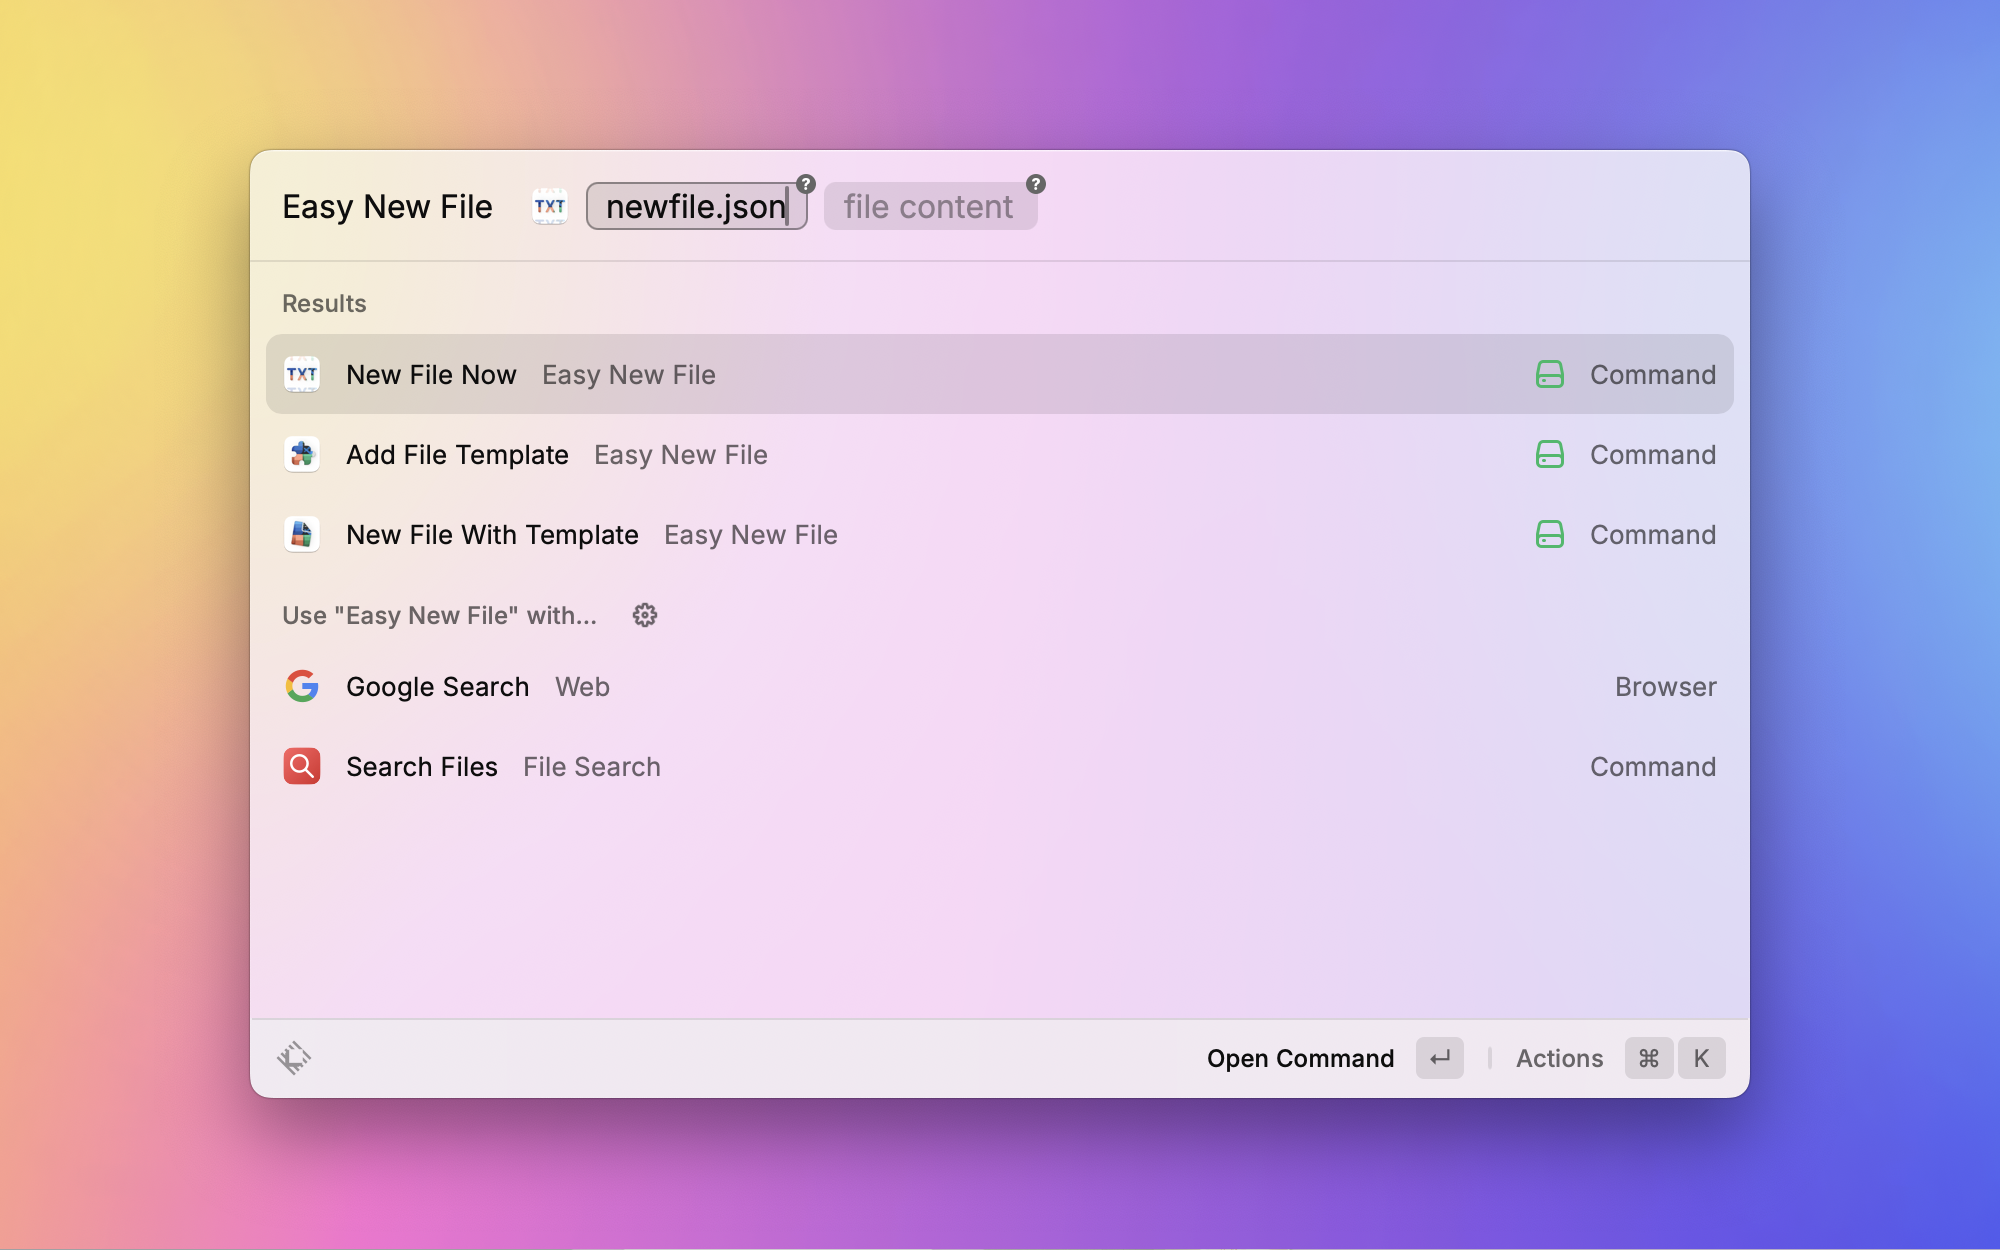 Easy New File TXT newfile.json ? file content ?
Results
TXT New File Now Easy New File Command
Add File Template Easy New File Command
New File With Template Easy New File Command
Use "Easy New File" with...
Google Search Web Browser
Search Files File Search Command
Open Command ↵ Actions ⌘ K